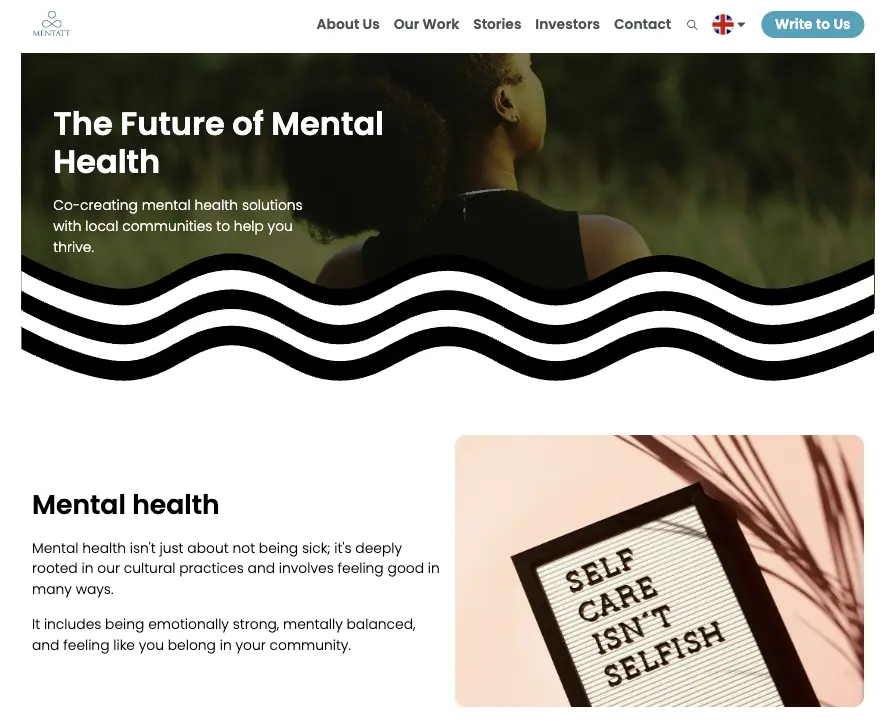 MENTATT
About Us
Our Work
Stories
Investors
Contact
Write to Us
The Future of Mental
Health
Co-creating mental health solutions
with local communities to help you
thrive.
Mental health
Mental health isn't just about not being sick; it's deeply
rooted in our cultural practices and involves feeling good in
many ways.
It includes being emotionally strong, mentally balanced,
and feeling like you belong in your community.
SELF
CARE
ISN'T
SELFISH